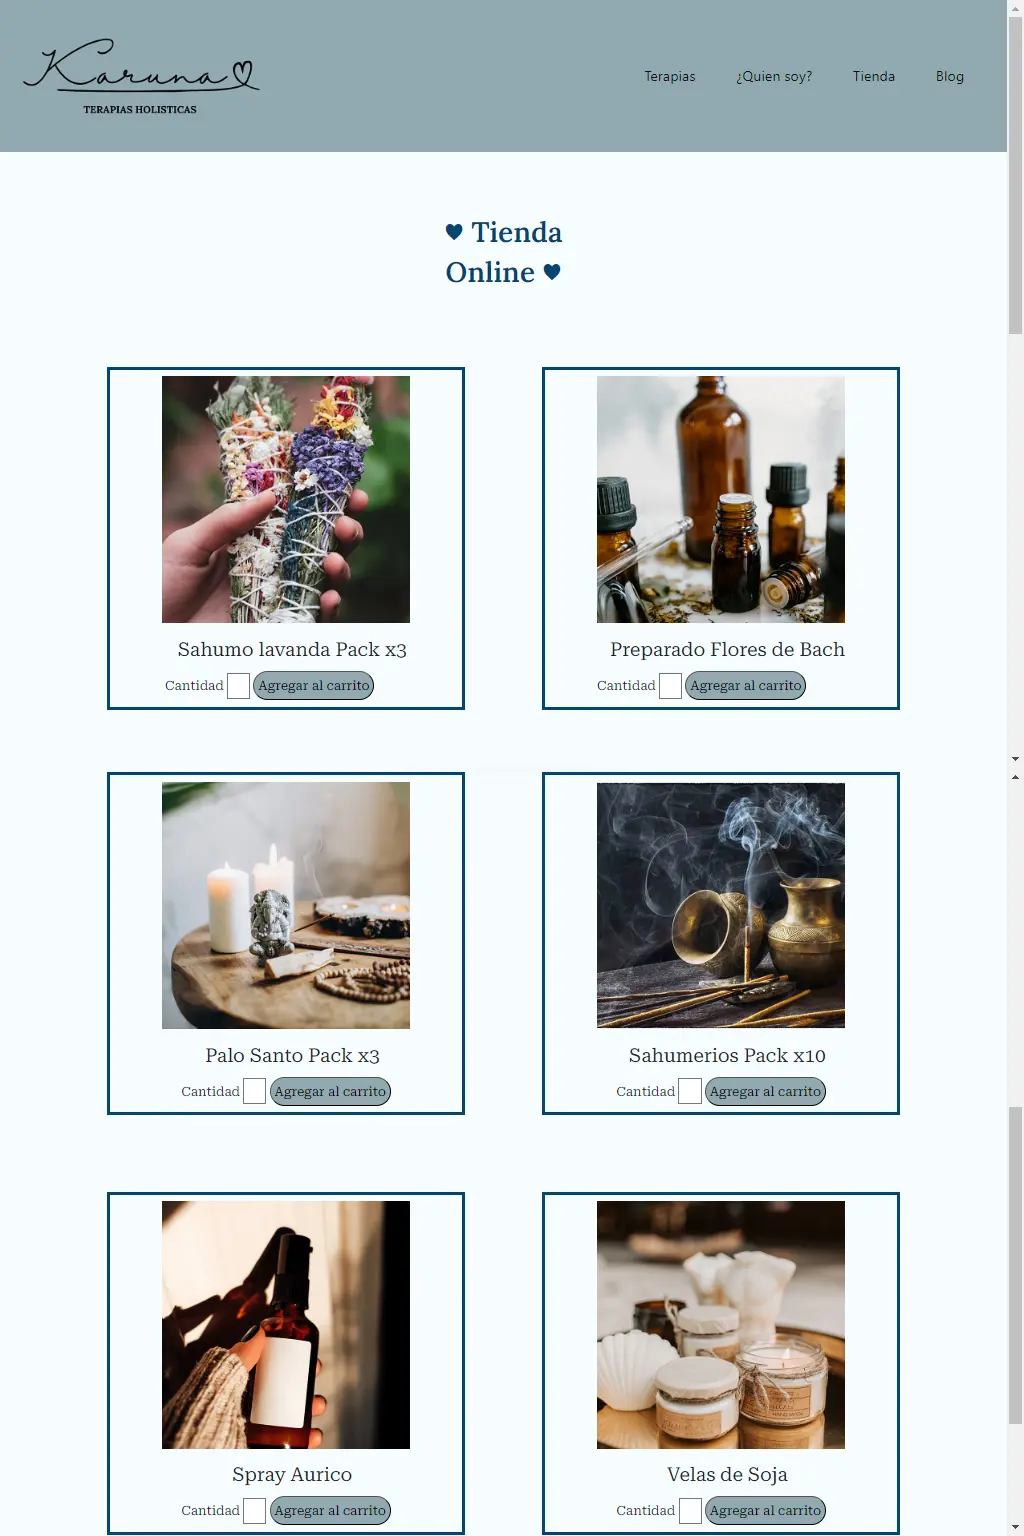 Karuna
TERAPIAS HOLISTICAS
Terapias ¿Quien soy? Tienda Blog
♥ Tienda
Online ♥
Sahumo lavanda Pack x3
Cantidad Agregar al carrito
Preparado Flores de Bach
Cantidad Agregar al carrito
Palo Santo Pack x3
Cantidad Agregar al carrito
Sahumerios Pack x10
Cantidad Agregar al carrito
Spray Aurico
Cantidad Agregar al carrito
Velas de Soja
Cantidad Agregar al carrito